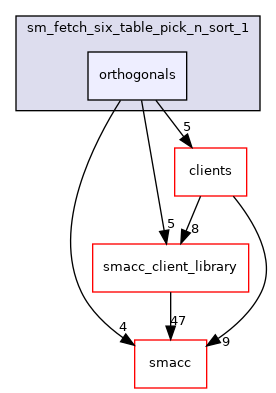 sm_fetch_six_table_pick_n_sort_1
orthogonals
5
clients
5
8
smacc_client_library
47
4
9
smacc